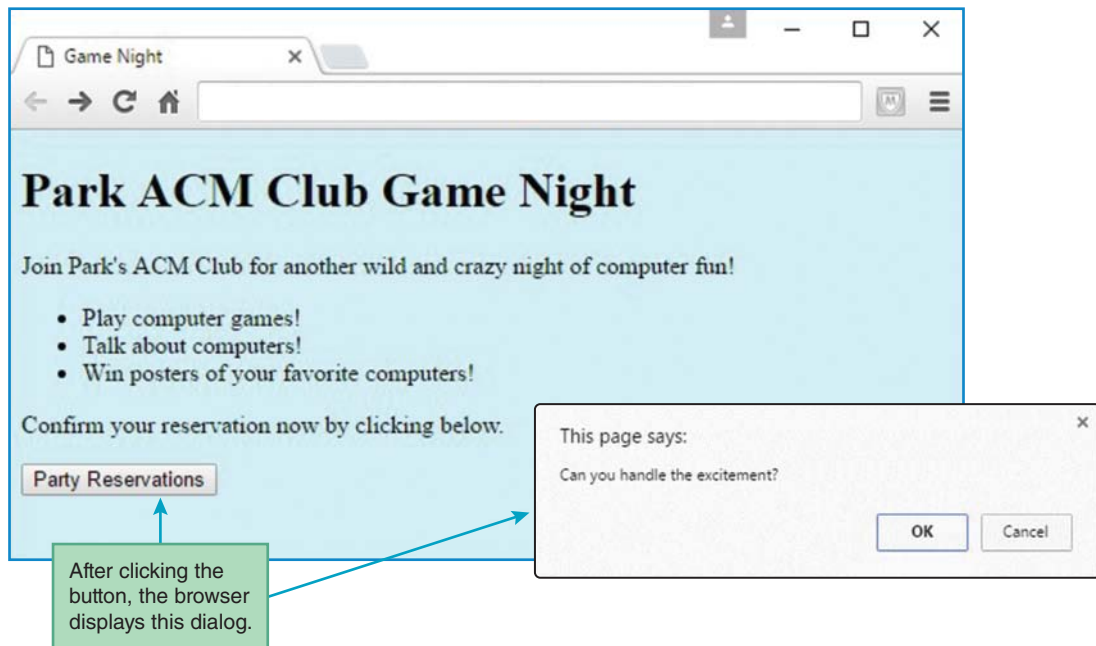 Game Night
Park ACM Club Game Night
Join Park's ACM Club for another wild and crazy night of computer fun!
• Play computer games!
• Talk about computers!
• Win posters of your favorite computers!
Confirm your reservation now by clicking below.
Party Reservations
This page says:
Can you handle the excitement?
OK
Cancel
After clicking the
button, the browser
displays this dialog.